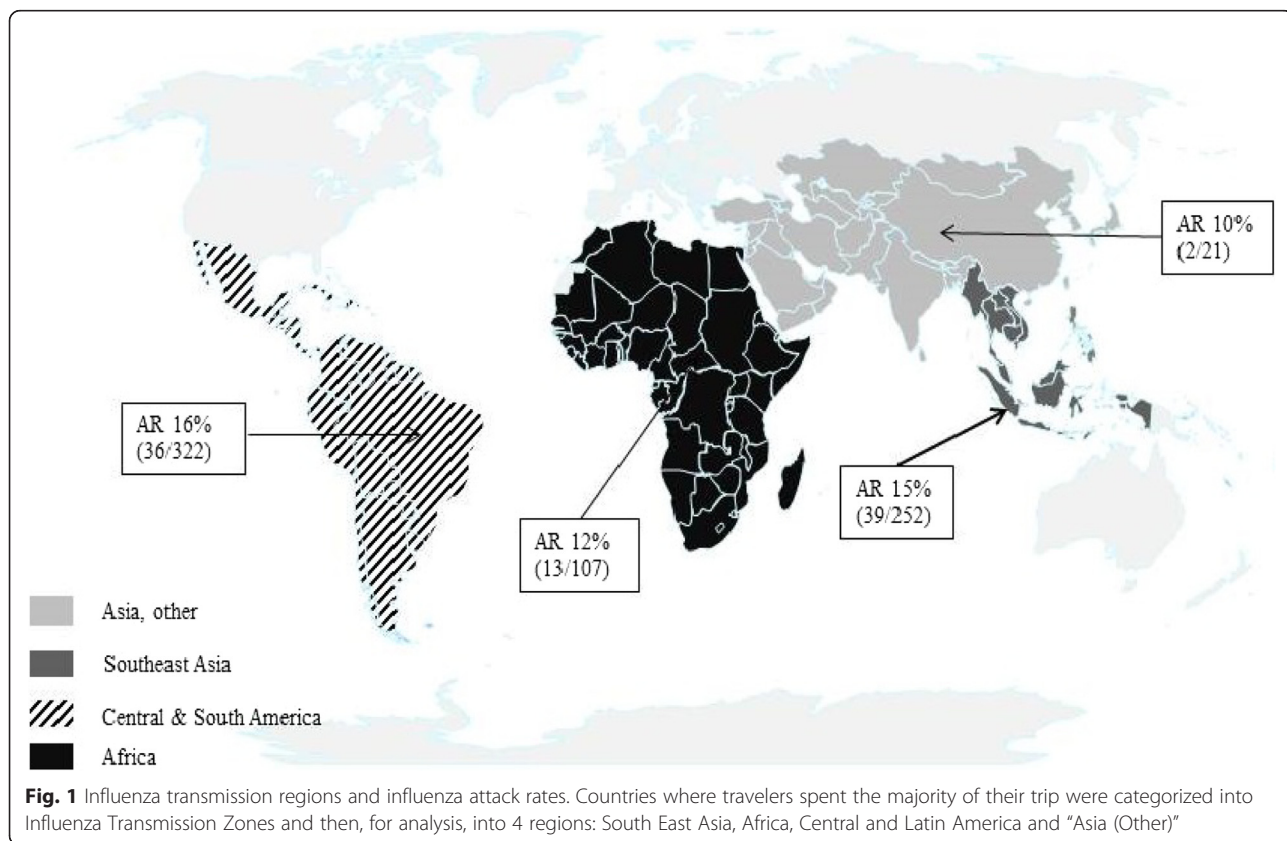 AR 10%
(2/21)
AR 16%
(36/322)
AR 15%
(39/252)
AR 12%
(13/107)
Asia, other
Southeast Asia
Central & South America
Africa
Fig. 1 Influenza transmission regions and influenza attack rates. Countries where travelers spent the majority of their trip were categorized into
Influenza Transmission Zones and then, for analysis, into 4 regions: South East Asia, Africa, Central and Latin America and “Asia (Other)”